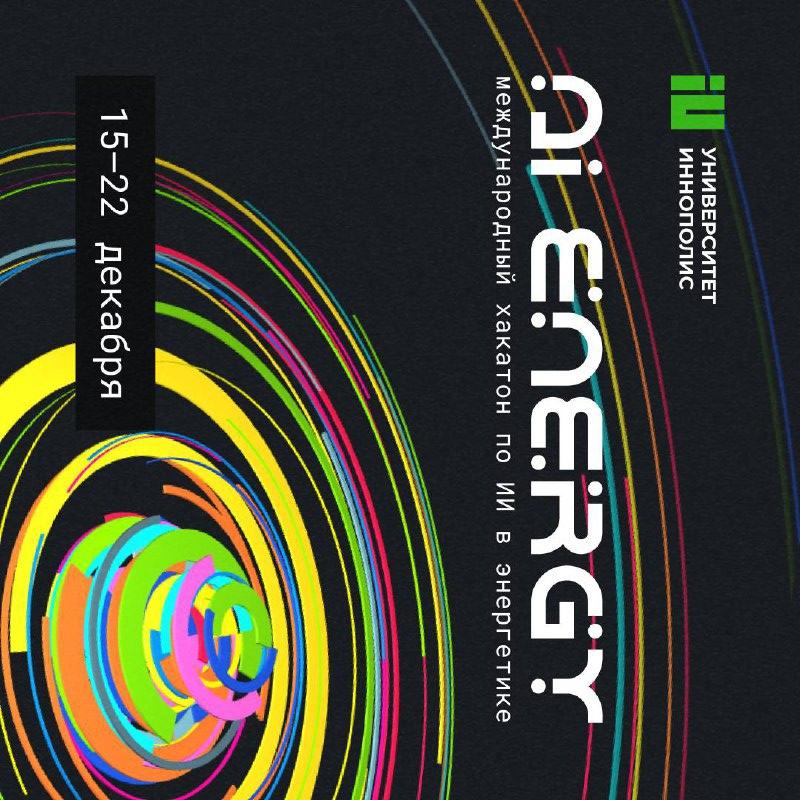 УНИВЕРСИТЕТ
ИННОПОЛИС
AI ENERGY
международный хакатон по ИИ в энергетике
15–22 декабря